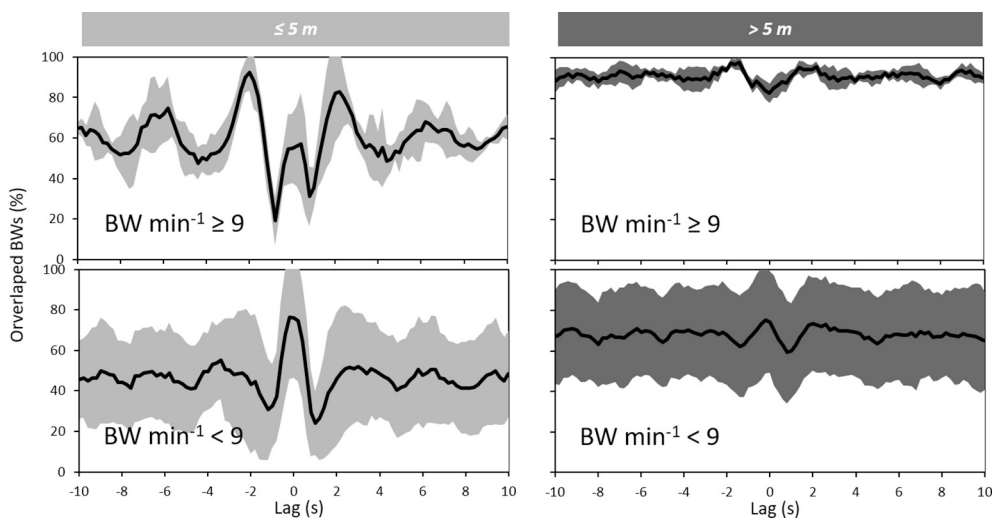 ≤ 5 m
> 5 m
Orverlaped BWs (%)
100
80
60
40
20
0
BW min⁻¹ ≥ 9
BW min⁻¹ ≥ 9
100
80
60
40
20
0
BW min⁻¹ < 9
BW min⁻¹ < 9
-10 -8 -6 -4 -2 0 2 4 6 8 10
-10 -8 -6 -4 -2 0 2 4 6 8 10
Lag (s)
Lag (s)